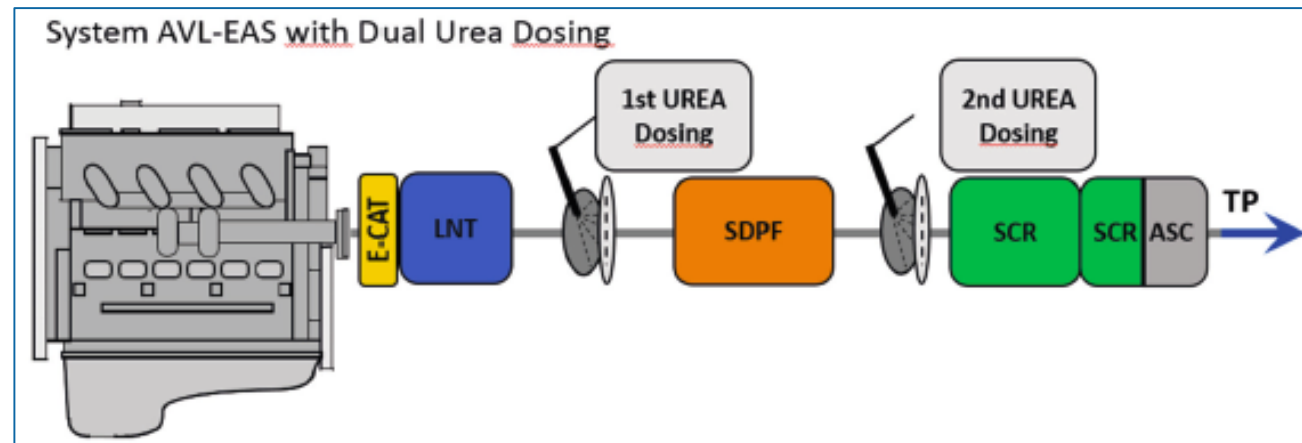 System AVL-EAS with Dual Urea Dosing
1st UREA
Dosing
2nd UREA
Dosing
E-CAT
LNT
SDPF
SCR
SCR
ASC
TP